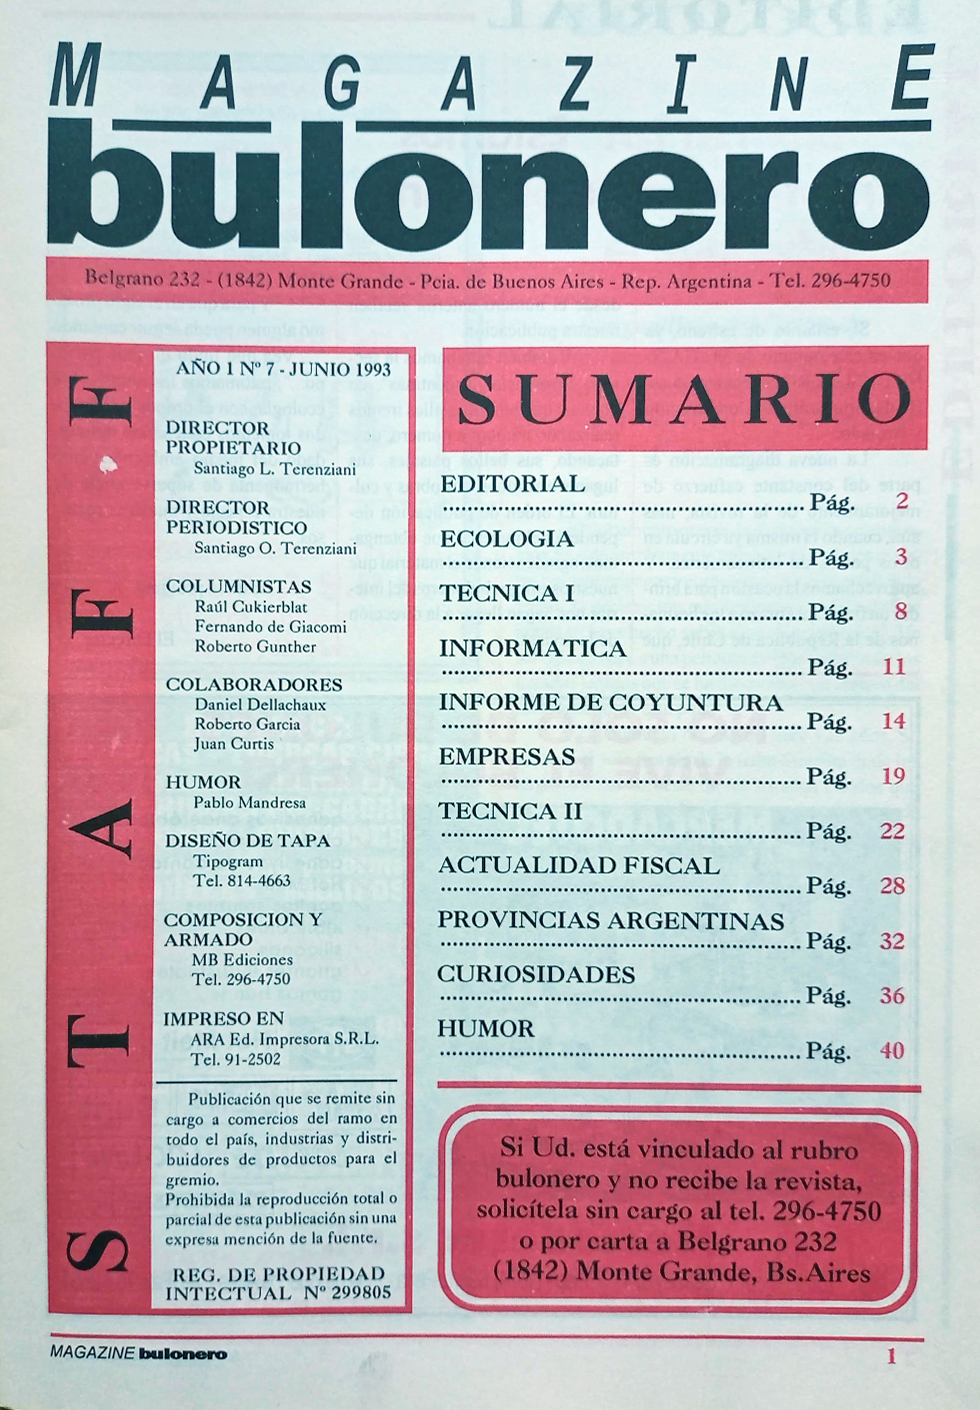 MAGAZINE
bulonero
Belgrano 232 - (1842) Monte Grande - Pcia. de Buenos Aires - Rep. Argentina - Tel. 296-4750
STAFF
AÑO 1 Nº 7 - JUNIO 1993
DIRECTOR
PROPIETARIO
Santiago L. Terenziani
DIRECTOR
PERIODISTICO
Santiago O. Terenziani
COLUMNISTAS
Raúl Cukierblat
Fernando de Giacomi
Roberto Gunther
COLABORADORES
Daniel Dellachaux
Roberto Garcia
Juan Curtis
HUMOR
Pablo Mandresa
DISEÑO DE TAPA
Tipogram
Tel. 814-4663
COMPOSICION Y
ARMADO
MB Ediciones
Tel. 296-4750
IMPRESO EN
ARA Ed. Impresora S.R.L.
Tel. 91-2502
Publicación que se remite sin
cargo a comercios del ramo en
todo el país, industrias y distri-
buidores de productos para el
gremio.
Prohibida la reproducción total o
parcial de esta publicación sin una
expresa mención de la fuente.
REG. DE PROPIEDAD
INTECTUAL Nº 299805
SUMARIO
EDITORIAL
Pág. 2
ECOLOGIA
Pág. 3
TECNICA I
Pág. 8
INFORMATICA
Pág. 11
INFORME DE COYUNTURA
Pág. 14
EMPRESAS
Pág. 19
TECNICA II
Pág. 22
ACTUALIDAD FISCAL
Pág. 28
PROVINCIAS ARGENTINAS
Pág. 32
CURIOSIDADES
Pág. 36
HUMOR
Pág. 40
Si Ud. está vinculado al rubro
bulonero y no recibe la revista,
solicítela sin cargo al tel. 296-4750
o por carta a Belgrano 232
(1842) Monte Grande, Bs.Aires
MAGAZINE bulonero
1